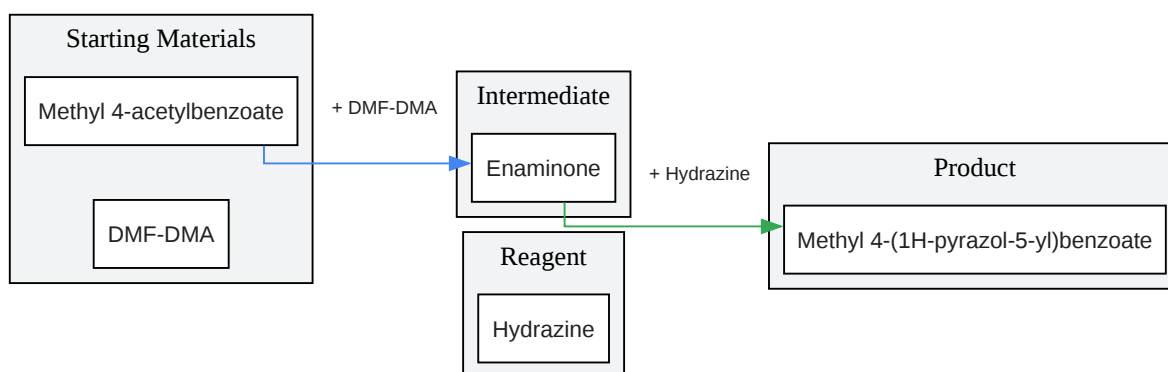 Starting Materials
Methyl 4-acetylbenzoate
DMF-DMA
+ DMF-DMA
Intermediate
Enaminone
+ Hydrazine
Reagent
Hydrazine
Product
Methyl 4-(1H-pyrazol-5-yl)benzoate